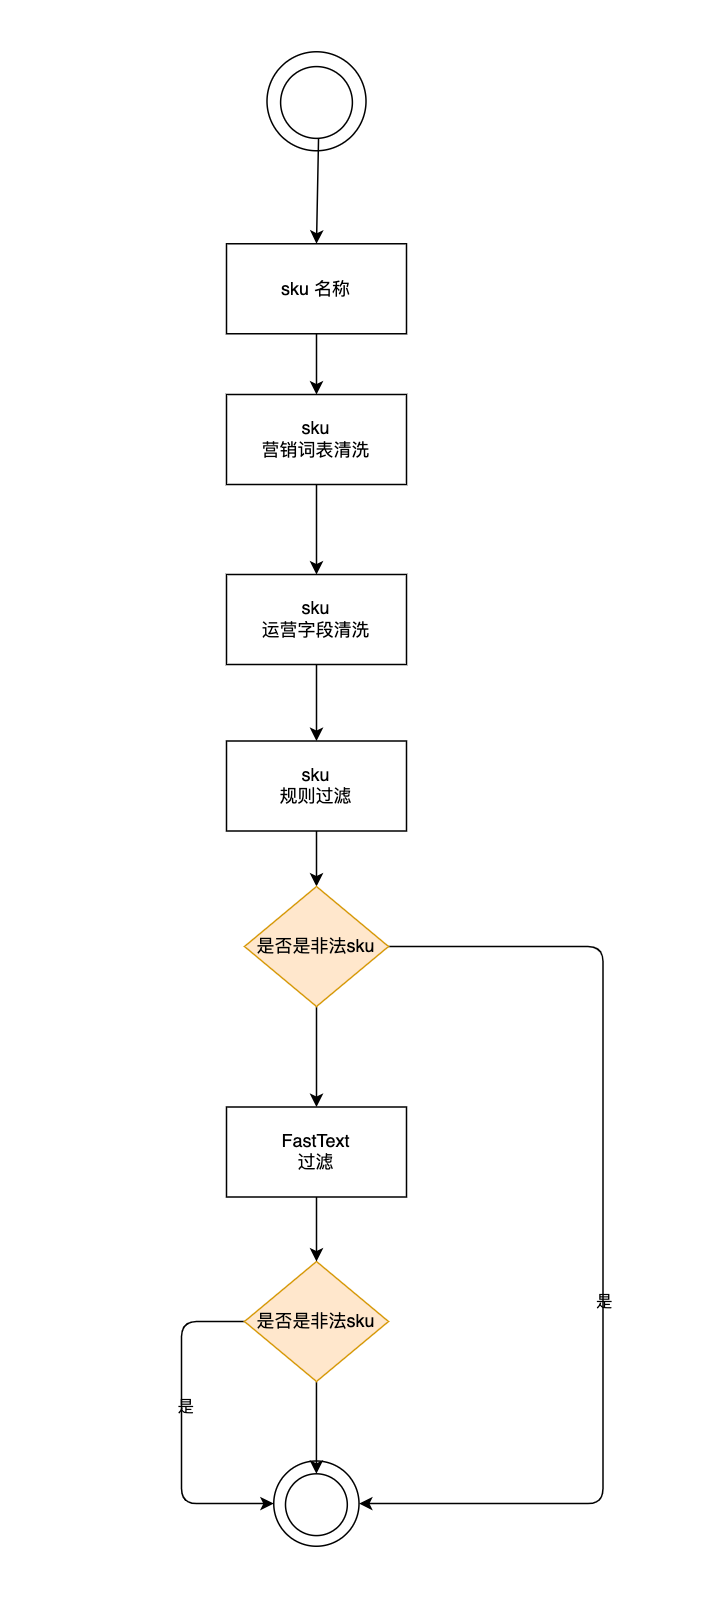 sku 名称
sku
营销词表清洗
sku
运营字段清洗
sku
规则过滤
是否是非法sku
FastText
过滤
是
是否是非法sku
是